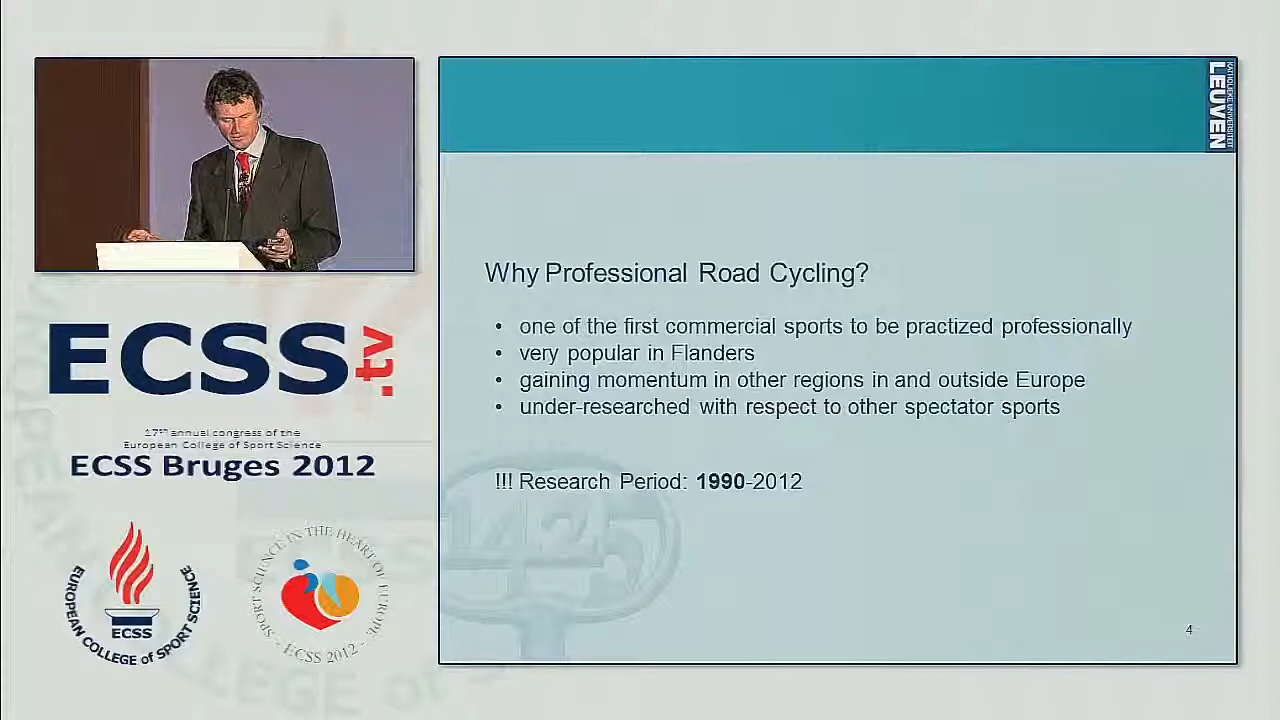 KATHOLIEKE UNIVERSITEIT
LEUVEN
Why Professional Road Cycling?
• one of the first commercial sports to be practized professionally
• very popular in Flanders
• gaining momentum in other regions in and outside Europe
• under-researched with respect to other spectator sports
!!! Research Period: 1990-2012
1425
4
ECSS.tv
17th annual congress of the
European College of Sport Science
ECSS Bruges 2012
ECSS
EUROPEAN COLLEGE of SPORT SCIENCE
SPORT SCIENCE IN THE HEART OF EUROPE
- ECSS 2012 -